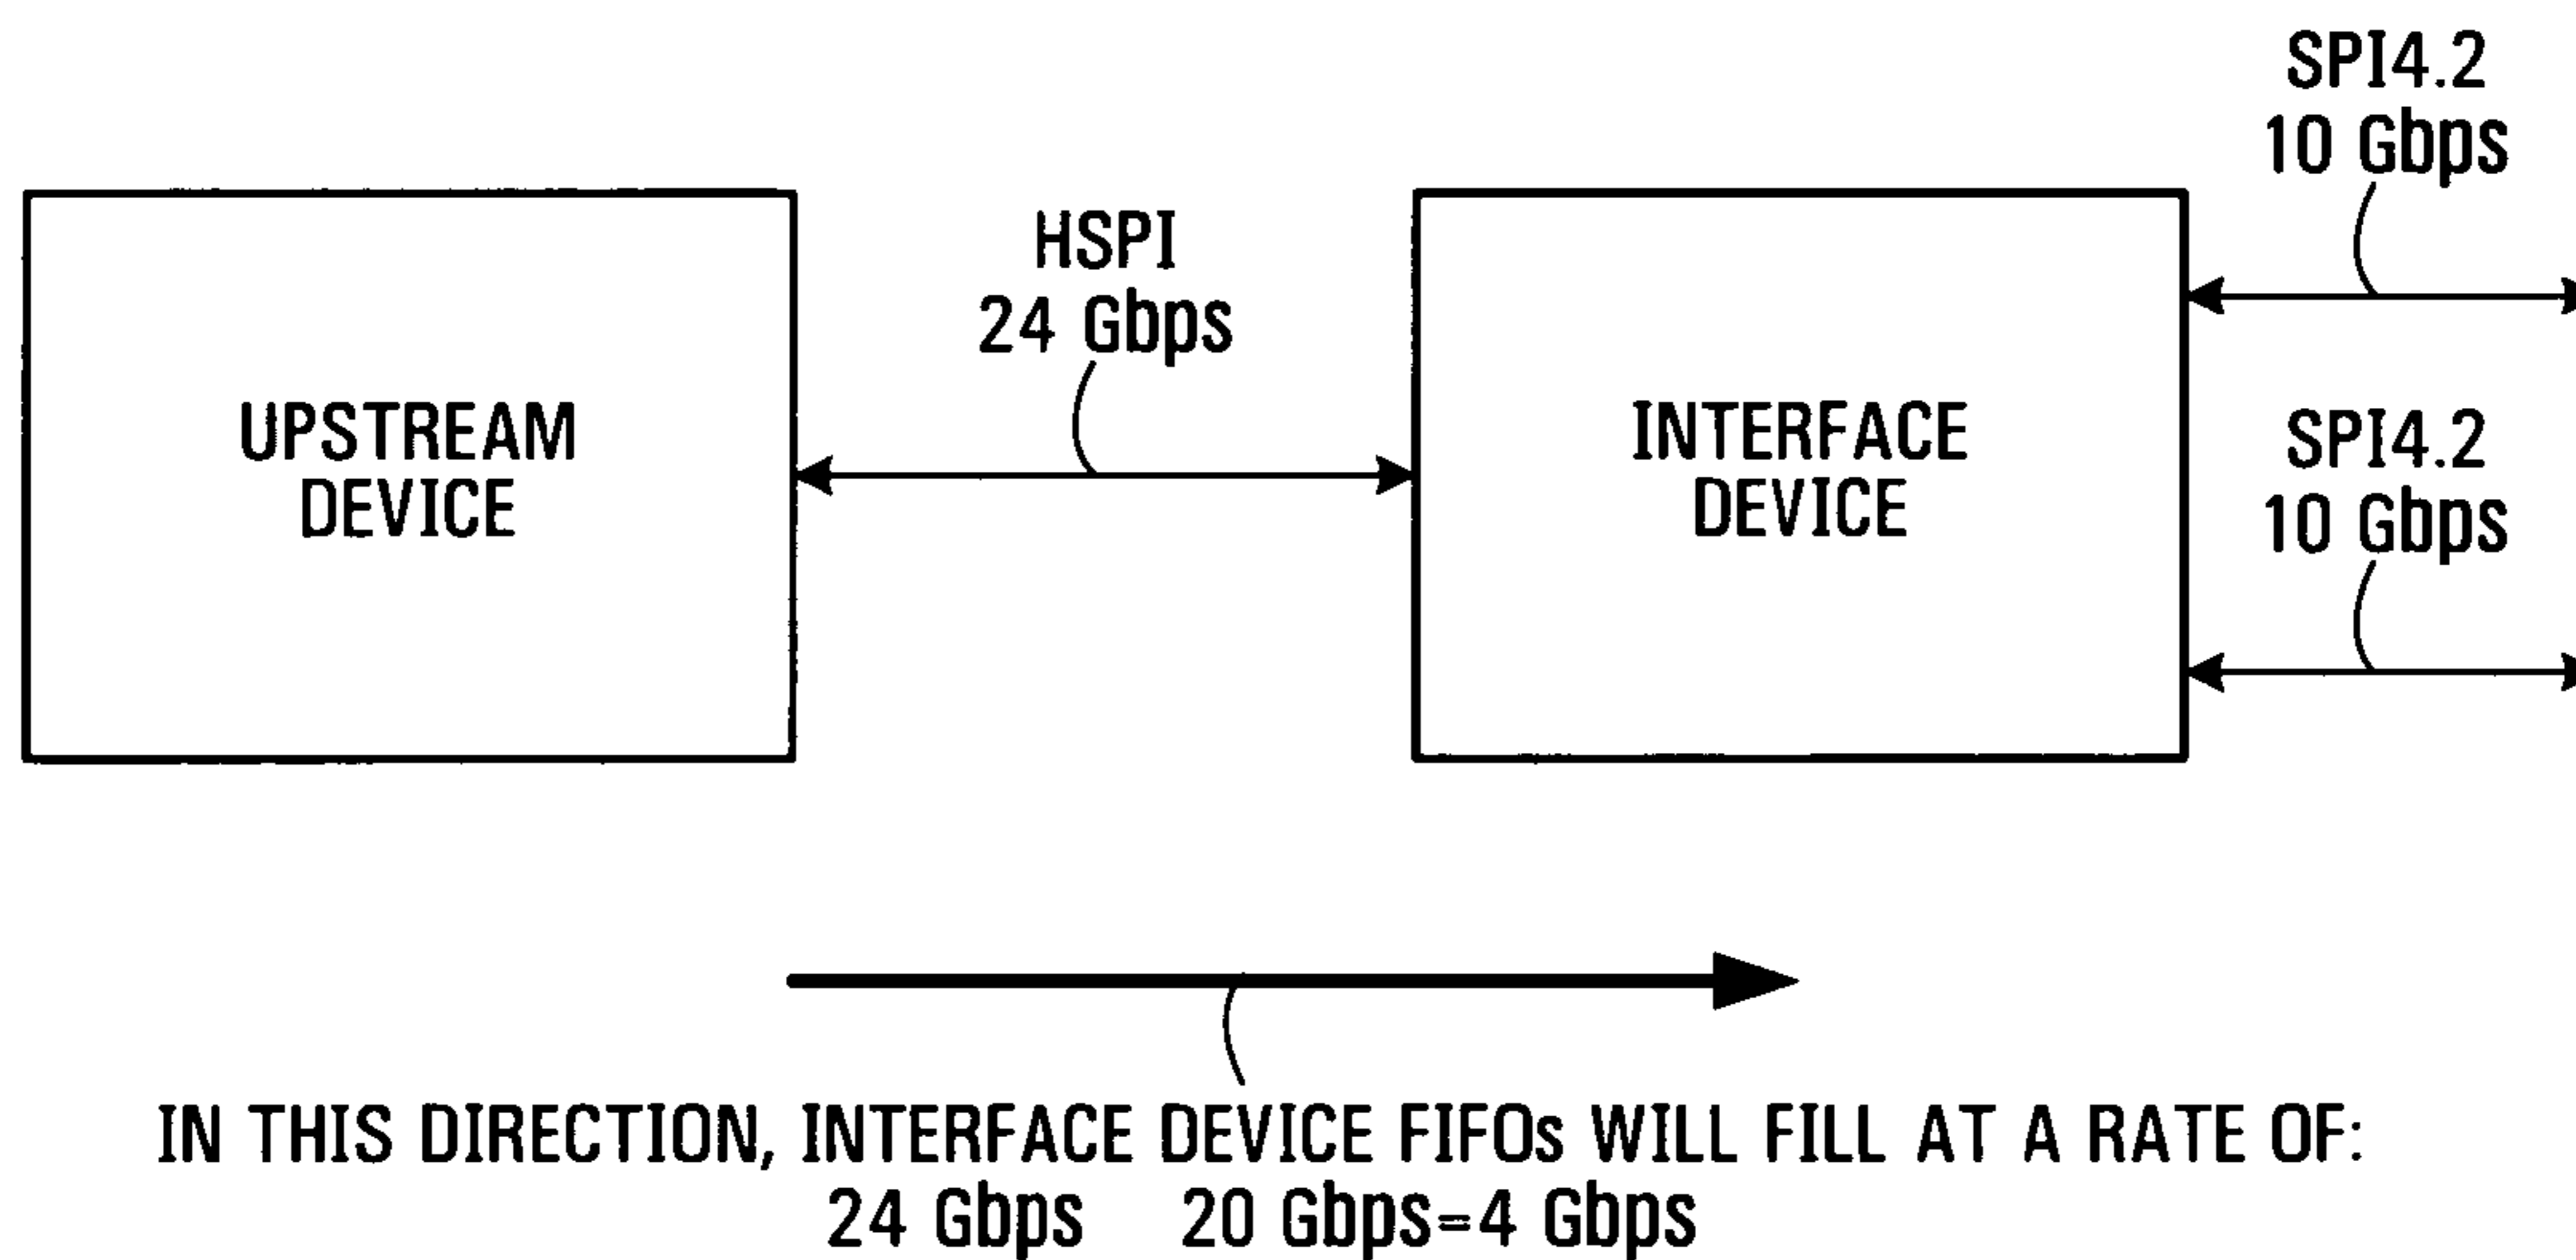 SPI4.2
10 Gbps
HSPI
24 Gbps
UPSTREAM
DEVICE
INTERFACE
DEVICE
SPI4.2
10 Gbps
IN THIS DIRECTION, INTERFACE DEVICE FIFOs WILL FILL AT A RATE OF:
24 Gbps 20 Gbps=4 Gbps